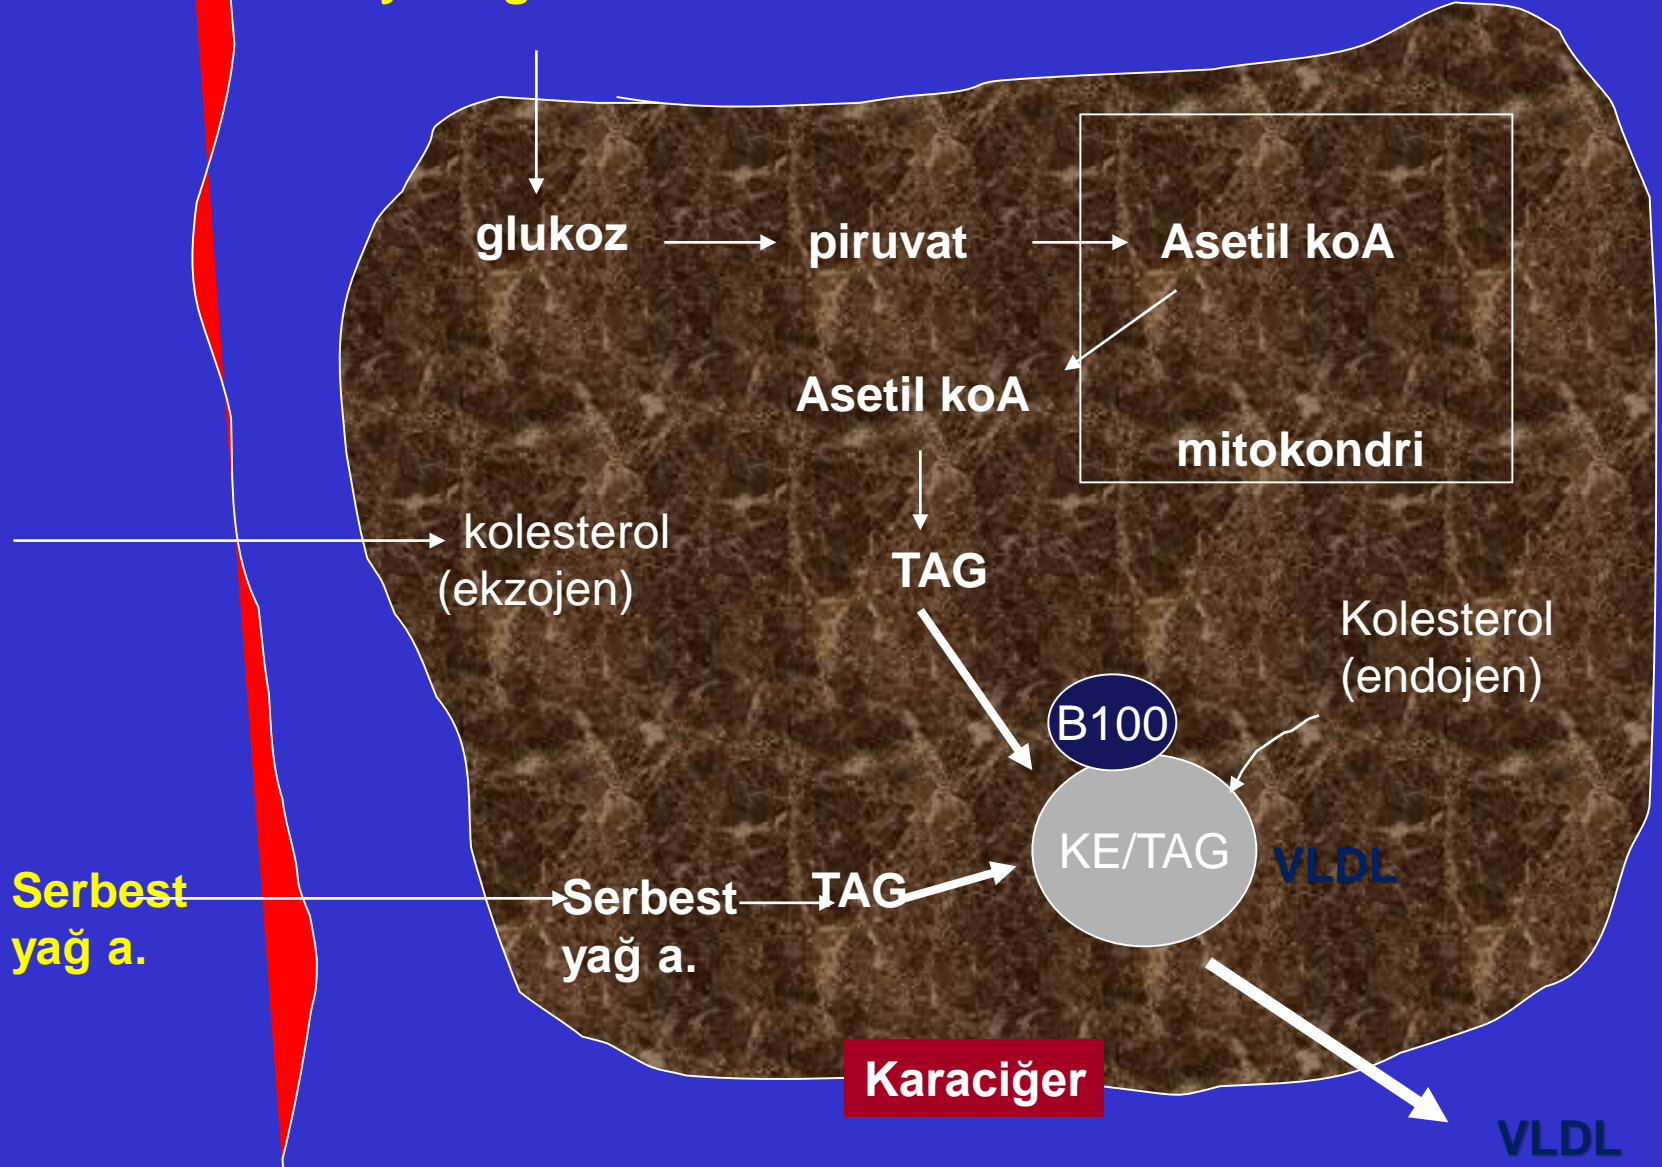 glukoz
piruvat
Asetil koA
Asetil koA
mitokondri
kolesterol
(ekzojen)
TAG
Kolesterol
(endojen)
B100
KE/TAG
VLDL
Serbest
yağ a.
Serbest
yağ a.
TAG
Karaciğer
VLDL